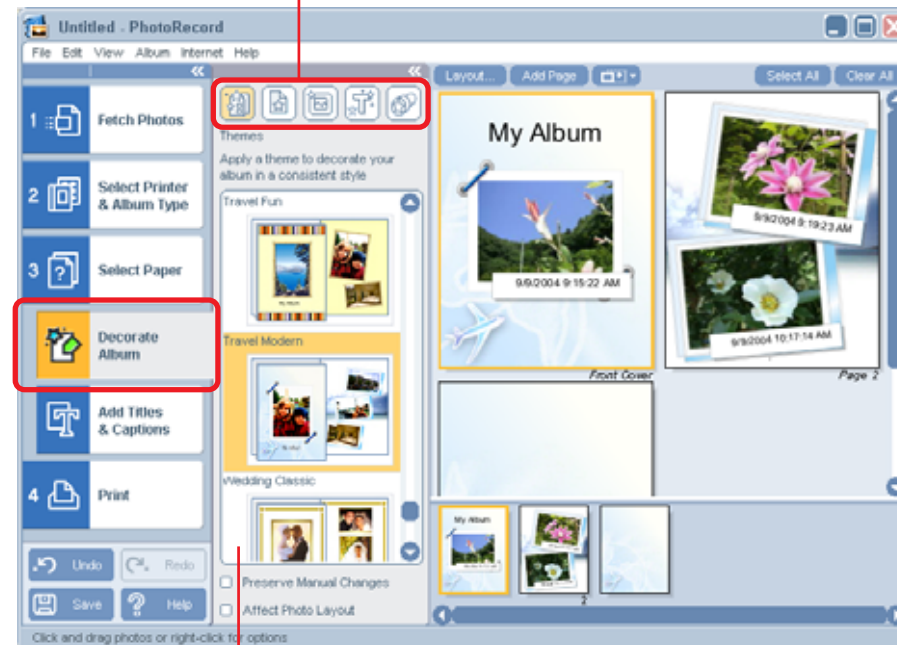 Untitled - PhotoRecord
File Edit View Album Internet Help
Layout... Add Page Select All Clear All
1 Fetch Photos
2 Select Printer
& Album Type
3 Select Paper
Decorate
Album
Add Titles
& Captions
4 Print
Undo Redo
Save Help
Themes
Apply a theme to decorate your
album in a consistent style
Travel Fun
Travel Modern
Wedding Classic
Preserve Manual Changes
Affect Photo Layout
My Album
9/9/2004 9:15:22 AM
Front Cover
9/9/2004 9:19:23 AM
9/9/2004 10:17:14 AM
Page 2
My Album
2
Click and drag photos or right-click for options